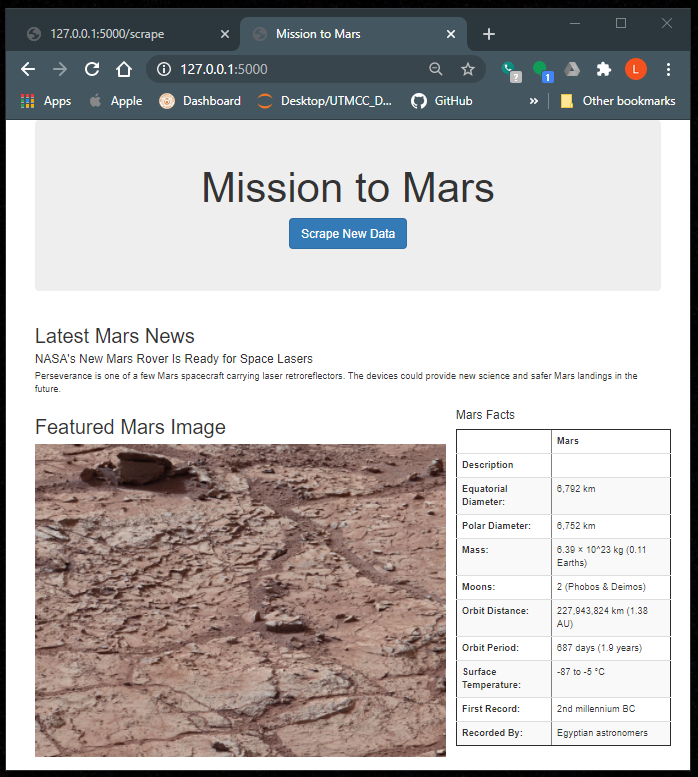 127.0.0.1:5000/scrape
Mission to Mars
127.0.0.1:5000
?
1
L
Apps
Apple
Dashboard
Desktop/UTMCC_D...
GitHub
»
Other bookmarks
Mission to Mars
Scrape New Data
Latest Mars News
NASA's New Mars Rover Is Ready for Space Lasers
Perseverance is one of a few Mars spacecraft carrying laser retroreflectors. The devices could provide new science and safer Mars landings in the
future.
Featured Mars Image
Mars Facts
Mars
Description
Equatorial
Diameter:
6,792 km
Polar Diameter:
6,752 km
Mass:
6.39 × 10^23 kg (0.11
Earths)
Moons:
2 (Phobos & Deimos)
Orbit Distance:
227,943,824 km (1.38
AU)
Orbit Period:
687 days (1.9 years)
Surface
Temperature:
-87 to -5 °C
First Record:
2nd millennium BC
Recorded By:
Egyptian astronomers